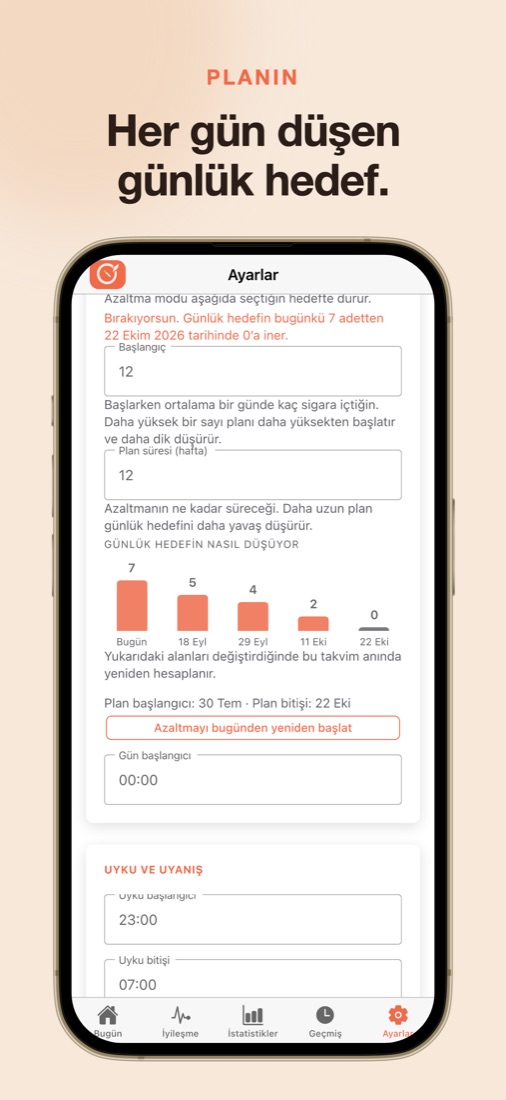 PLANIN
Her gün düşen
günlük hedef.
Ayarlar
Azaltma modu aşağıda seçtiğin hedefte durur.
Bırakıyorsun. Günlük hedefin bugünkü 7 adetten
22 Ekim 2026 tarihinde 0'a iner.
Başlangıç
12
Başlarken ortalama bir günde kaç sigara içtiğin.
Daha yüksek bir sayı planı daha yüksekten başlatır
ve daha dik düşürür.
Plan süresi (hafta)
12
Azaltmanın ne kadar süreceği. Daha uzun plan
günlük hedefini daha yavaş düşürür.
GÜNLÜK HEDEFİN NASIL DÜŞÜYOR
7 5 4 2 0
Bugün 18 Eyl 29 Eyl 11 Eki 22 Eki
Yukarıdaki alanları değiştirdiğinde bu takvim anında
yeniden hesaplanır.
Plan başlangıcı: 30 Tem · Plan bitişi: 22 Eki
Azaltmayı bugünden yeniden başlat
Gün başlangıcı
00:00
UYKU VE UYANIŞ
Uyku başlangıcı
23:00
Uyku bitişi
07:00
Bugün İyileşme İstatistikler Geçmiş Ayarlar